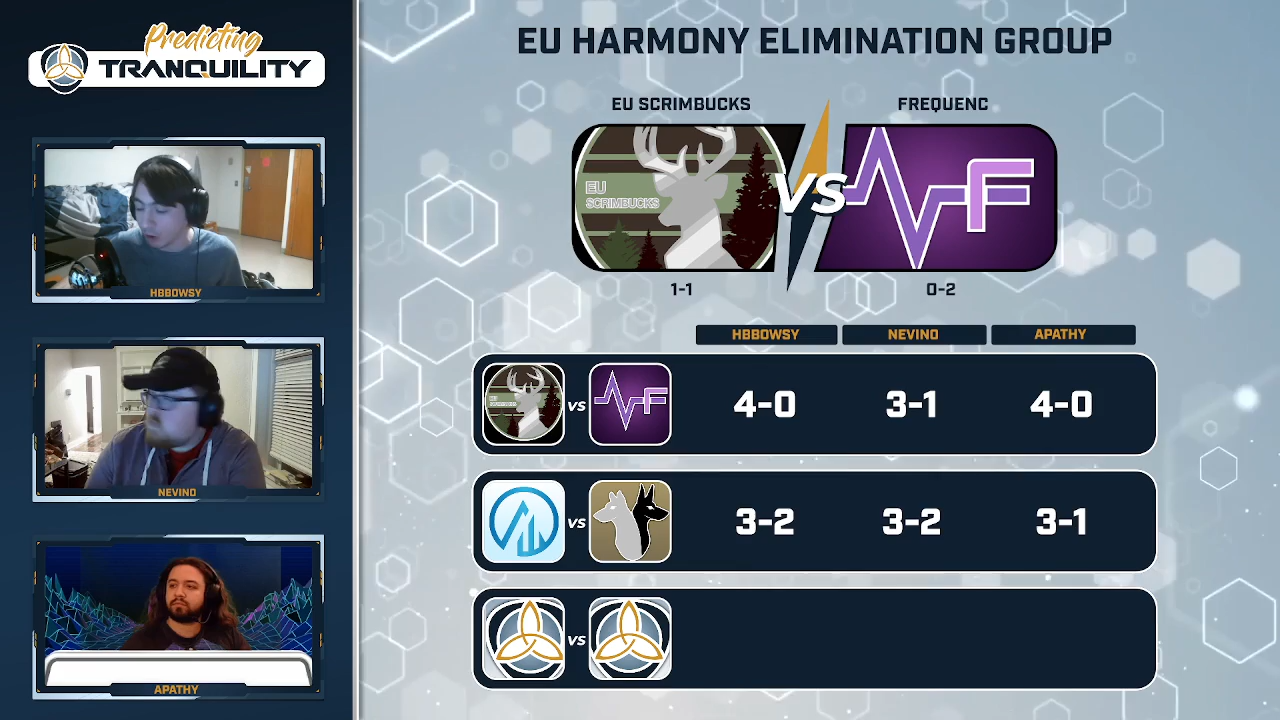 Predicting
TRANQUILITY
HBBOWSY
NEVINO
APATHY
EU HARMONY ELIMINATION GROUP
EU SCRIMBUCKS
FREQUENC
EU
SCRIMBUCKS
VS
F
1-1
0-2
HBBOWSY NEVINO APATHY
VS 4-0 3-1 4-0
VS 3-2 3-2 3-1
VS